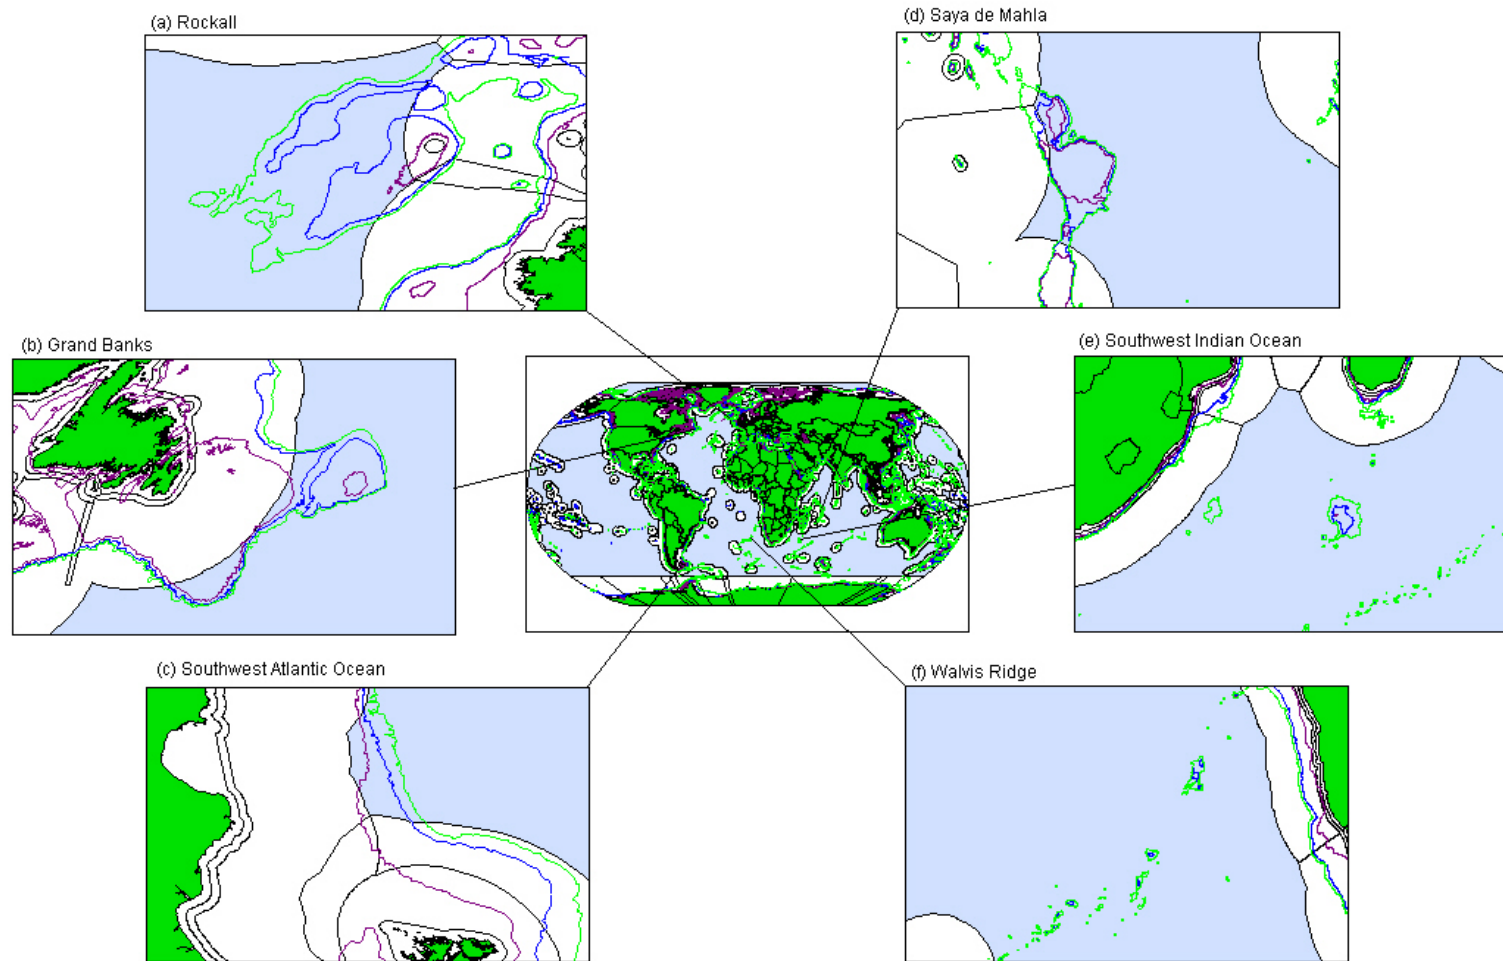 (a) Rockall
(d) Saya de Mahla
(b) Grand Banks
(e) Southwest Indian Ocean
(c) Southwest Atlantic Ocean
(f) Walvis Ridge